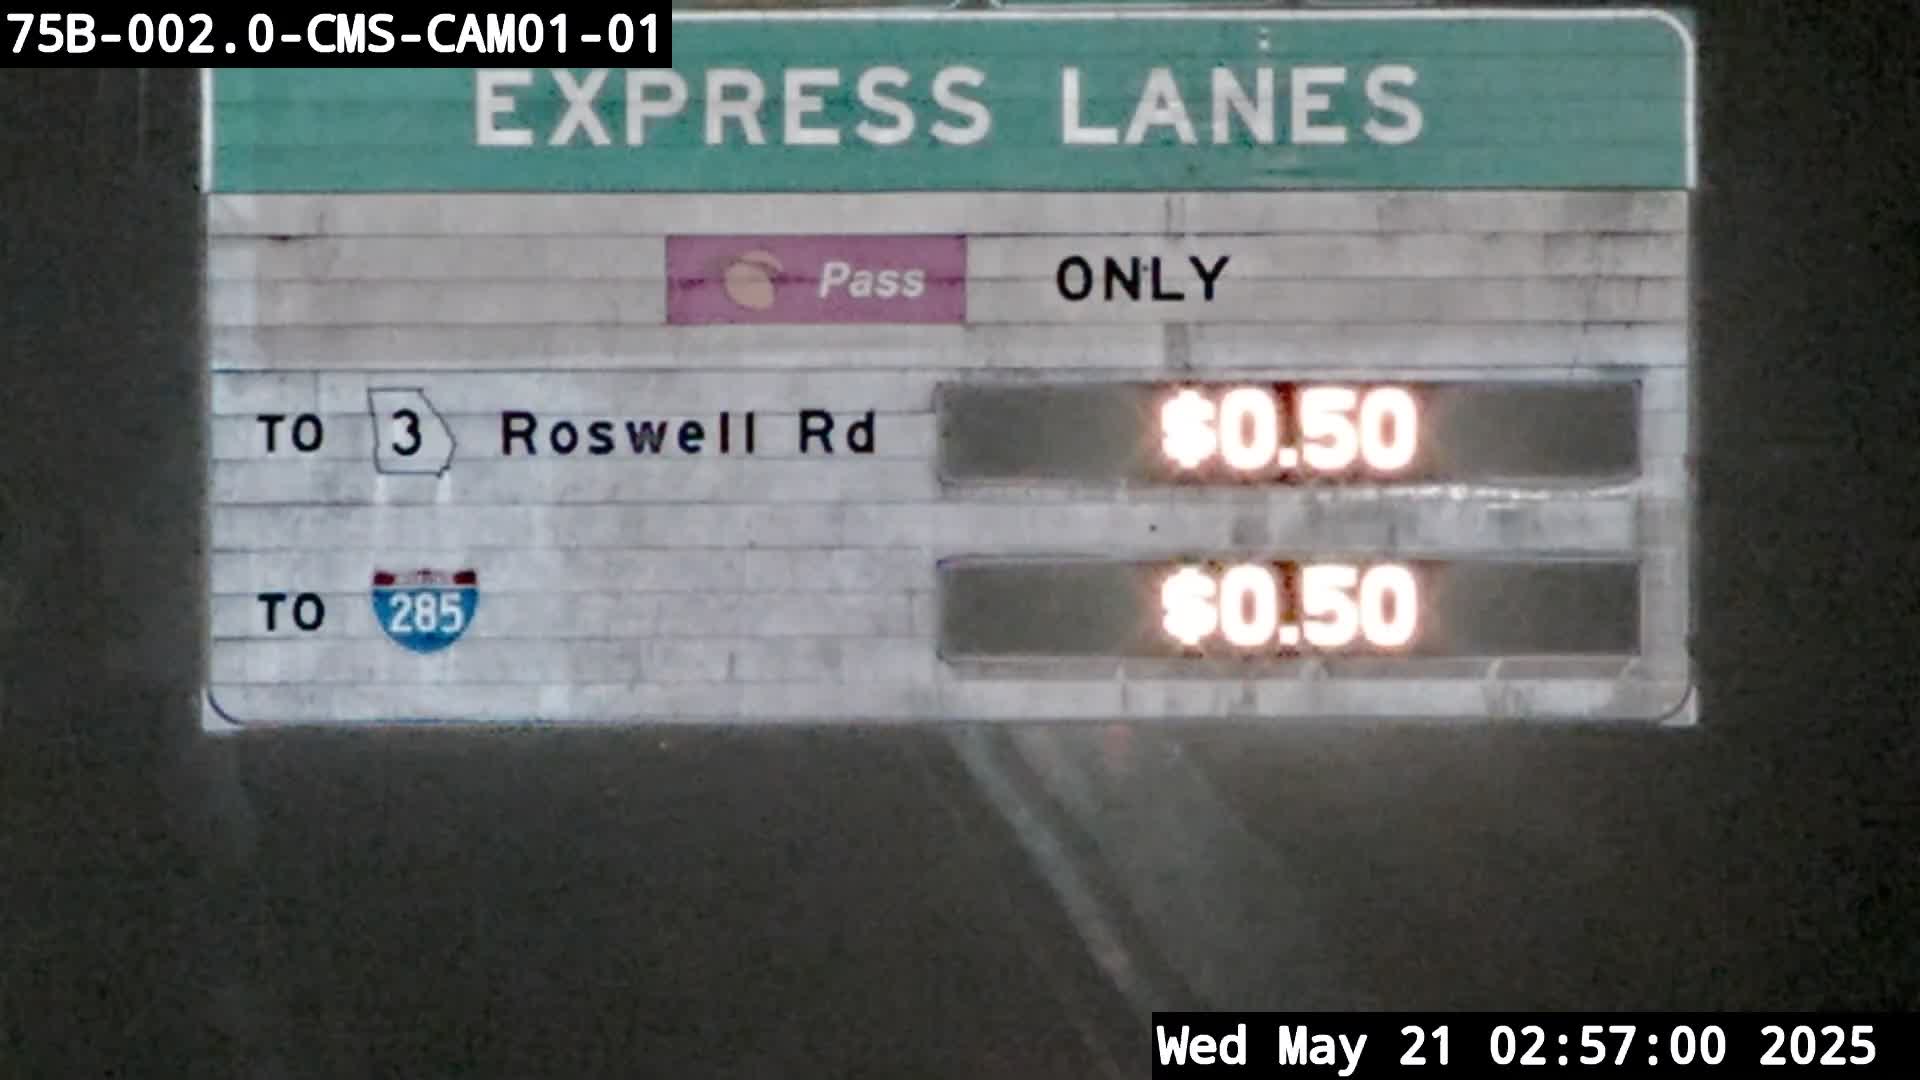 75B-002.0-CMS-CAM01-01
EXPRESS LANES
Pass ONLY
TO 3 Roswell Rd $0.50
TO 285 $0.50
Wed May 21 02:57:00 2025